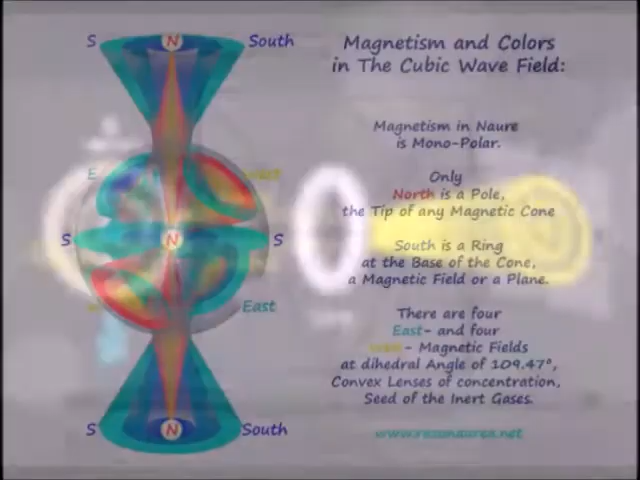 Magnetism and Colors
in The Cubic Wave Field:
Magnetism in Naure
is Mono-Polar.
Only
North is a Pole,
the Tip of any Magnetic Cone
South is a Ring
at the Base of the Cone,
a Magnetic Field or a Plane.
There are four
East- and four
West- Magnetic Fields
at dihedral Angle of 109.47°,
Convex Lenses of concentration,
Seed of the Inert Gases.
S N South
E West
S N S
East
S N South